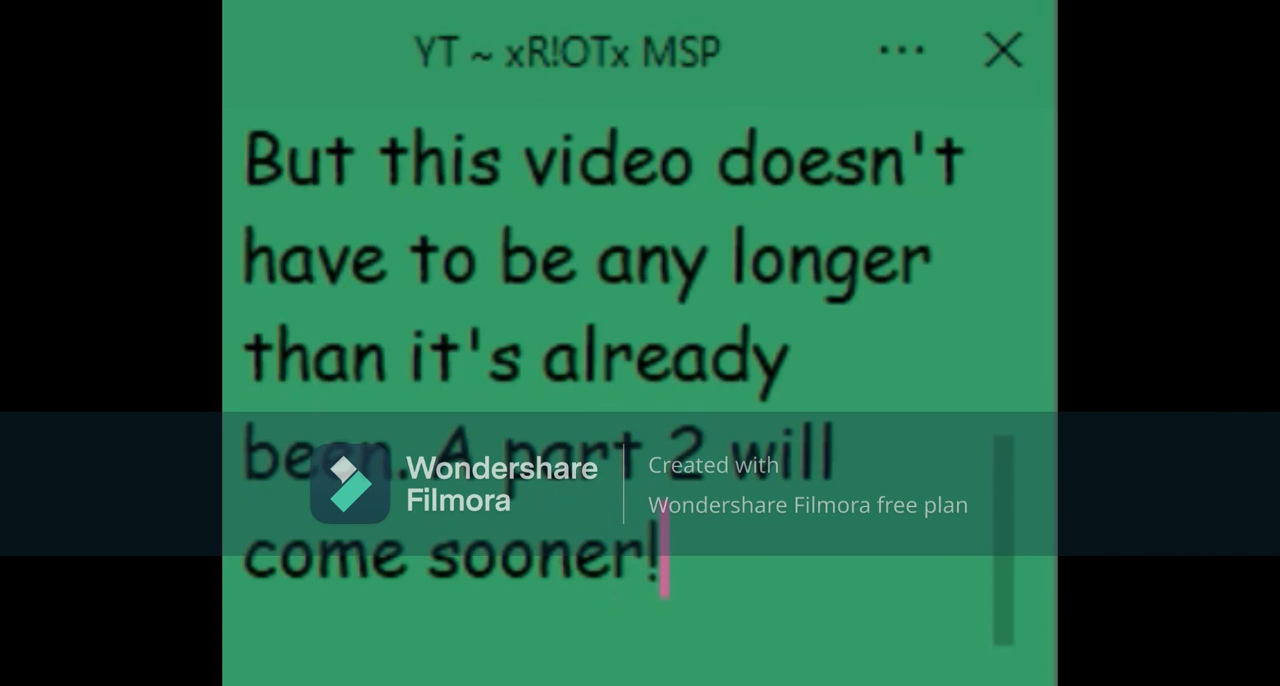 YT ~ xR!OTx MSP
But this video doesn't
have to be any longer
than it's already
been. A part 2 will
Wondershare
Filmora
Created with
Wondershare Filmora free plan
come sooner!